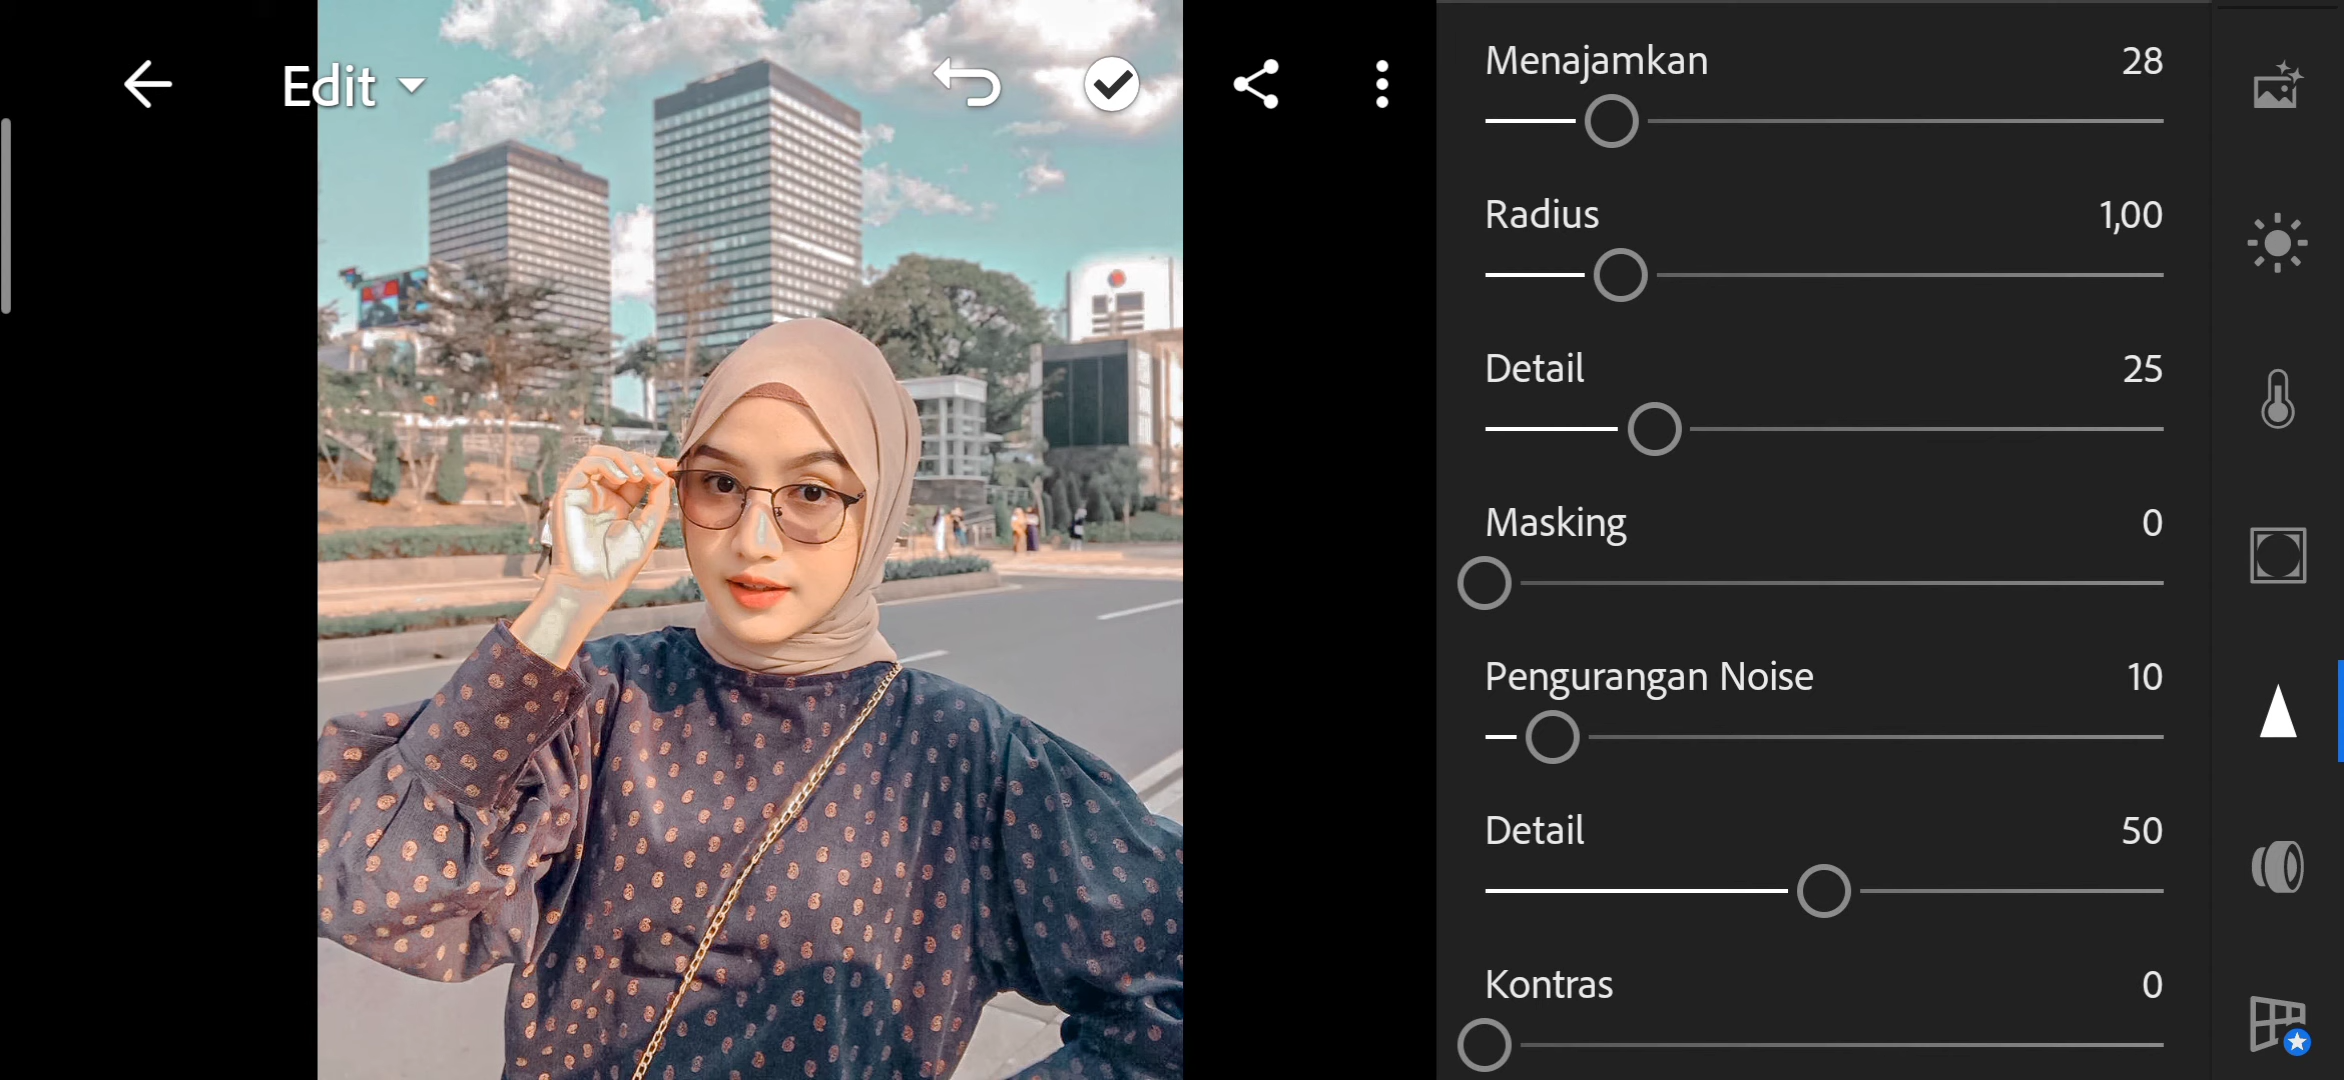 Edit
Menajamkan 28
Radius 1,00
Detail 25
Masking 0
Pengurangan Noise 10
Detail 50
Kontras 0